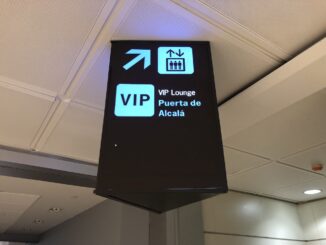 VIP
VIP Lounge
Puerta de
Alcalá